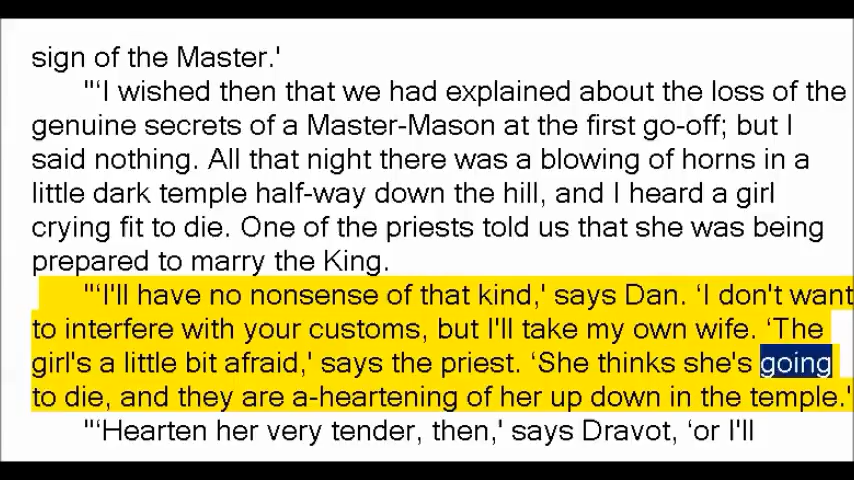 sign of the Master.'
"‘I wished then that we had explained about the loss of the
genuine secrets of a Master-Mason at the first go-off; but I
said nothing. All that night there was a blowing of horns in a
little dark temple half-way down the hill, and I heard a girl
crying fit to die. One of the priests told us that she was being
prepared to marry the King.
"‘I'll have no nonsense of that kind,' says Dan. ‘I don't want
to interfere with your customs, but I'll take my own wife. ‘The
girl's a little bit afraid,' says the priest. ‘She thinks she's going
to die, and they are a-heartening of her up down in the temple.'
"‘Hearten her very tender, then,' says Dravot, ‘or I'll